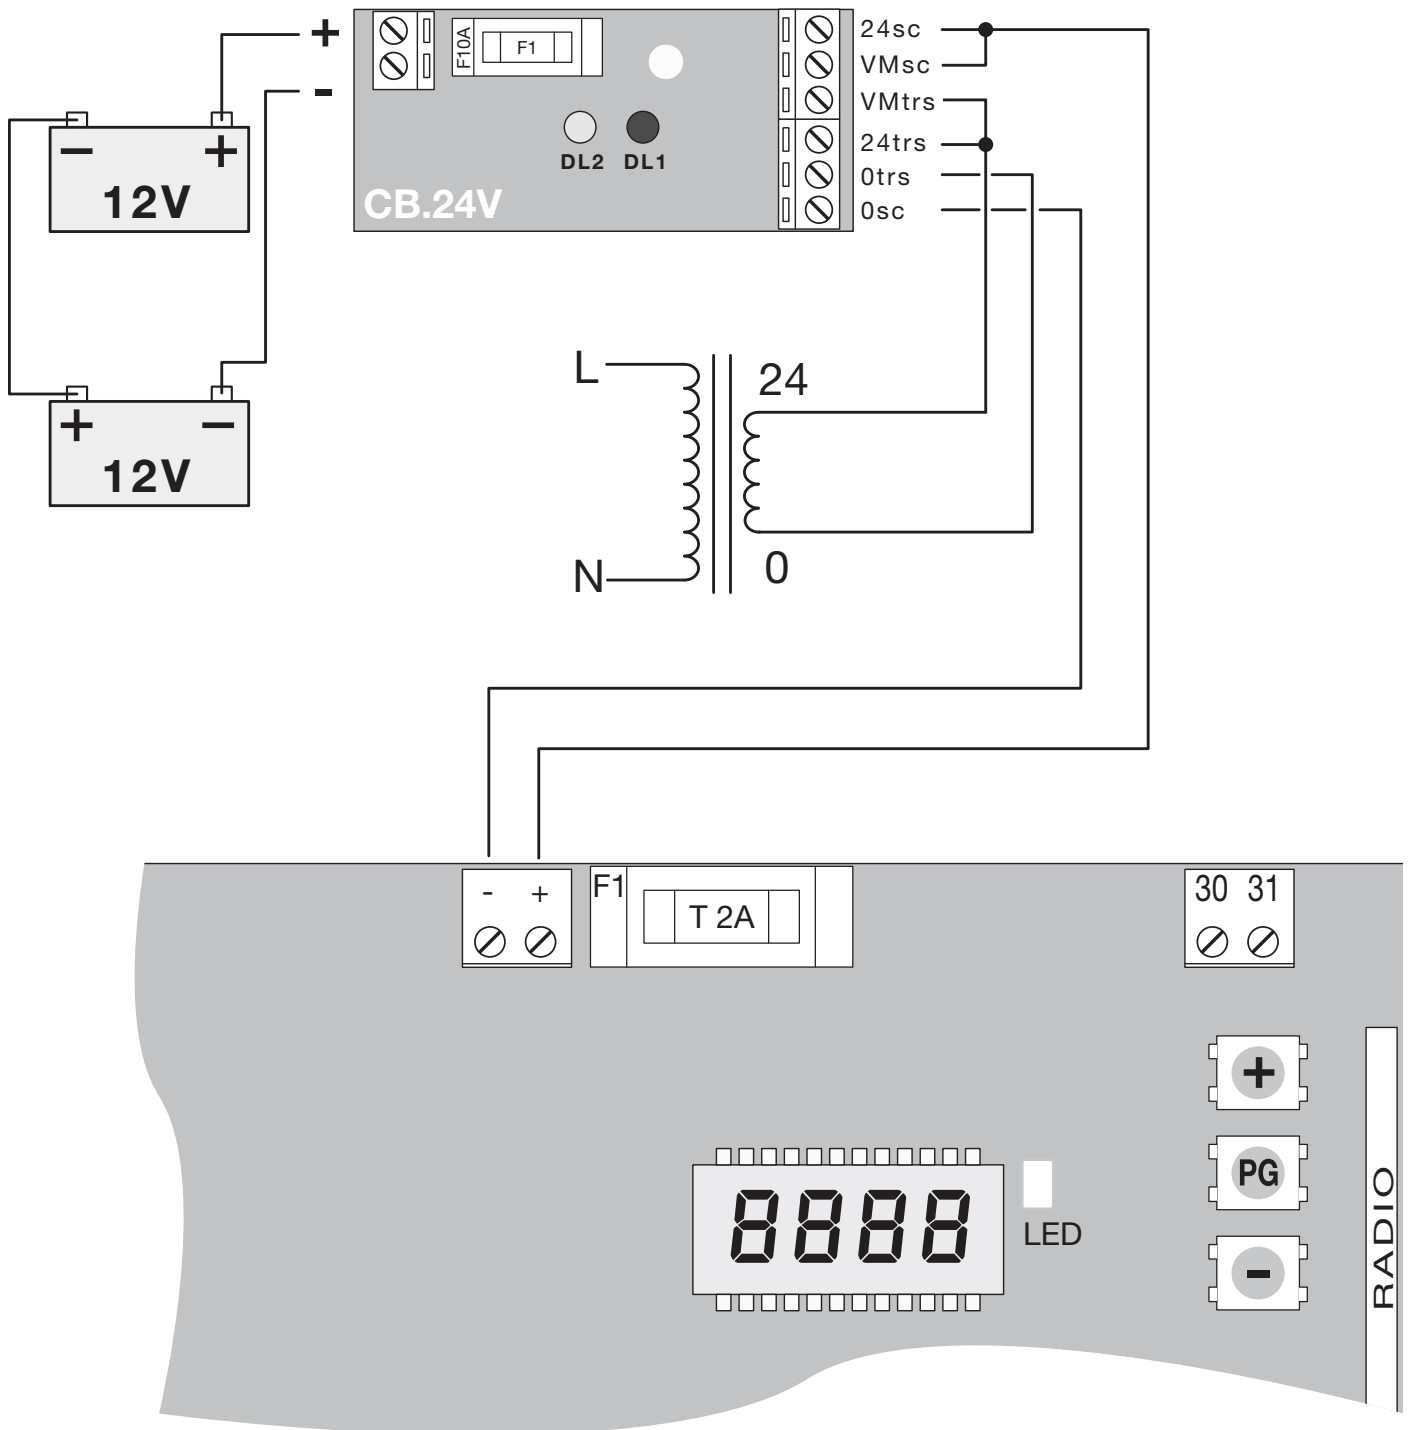 +
-
F10A
F1
24sc
VMsc
VMtrs
24trs
0trs
0sc
DL2 DL1
CB.24V
- +
12V
+ -
12V
L
24
N
0
- +
F1
T 2A
30 31
+
PG
-
8888
LED
RADIO